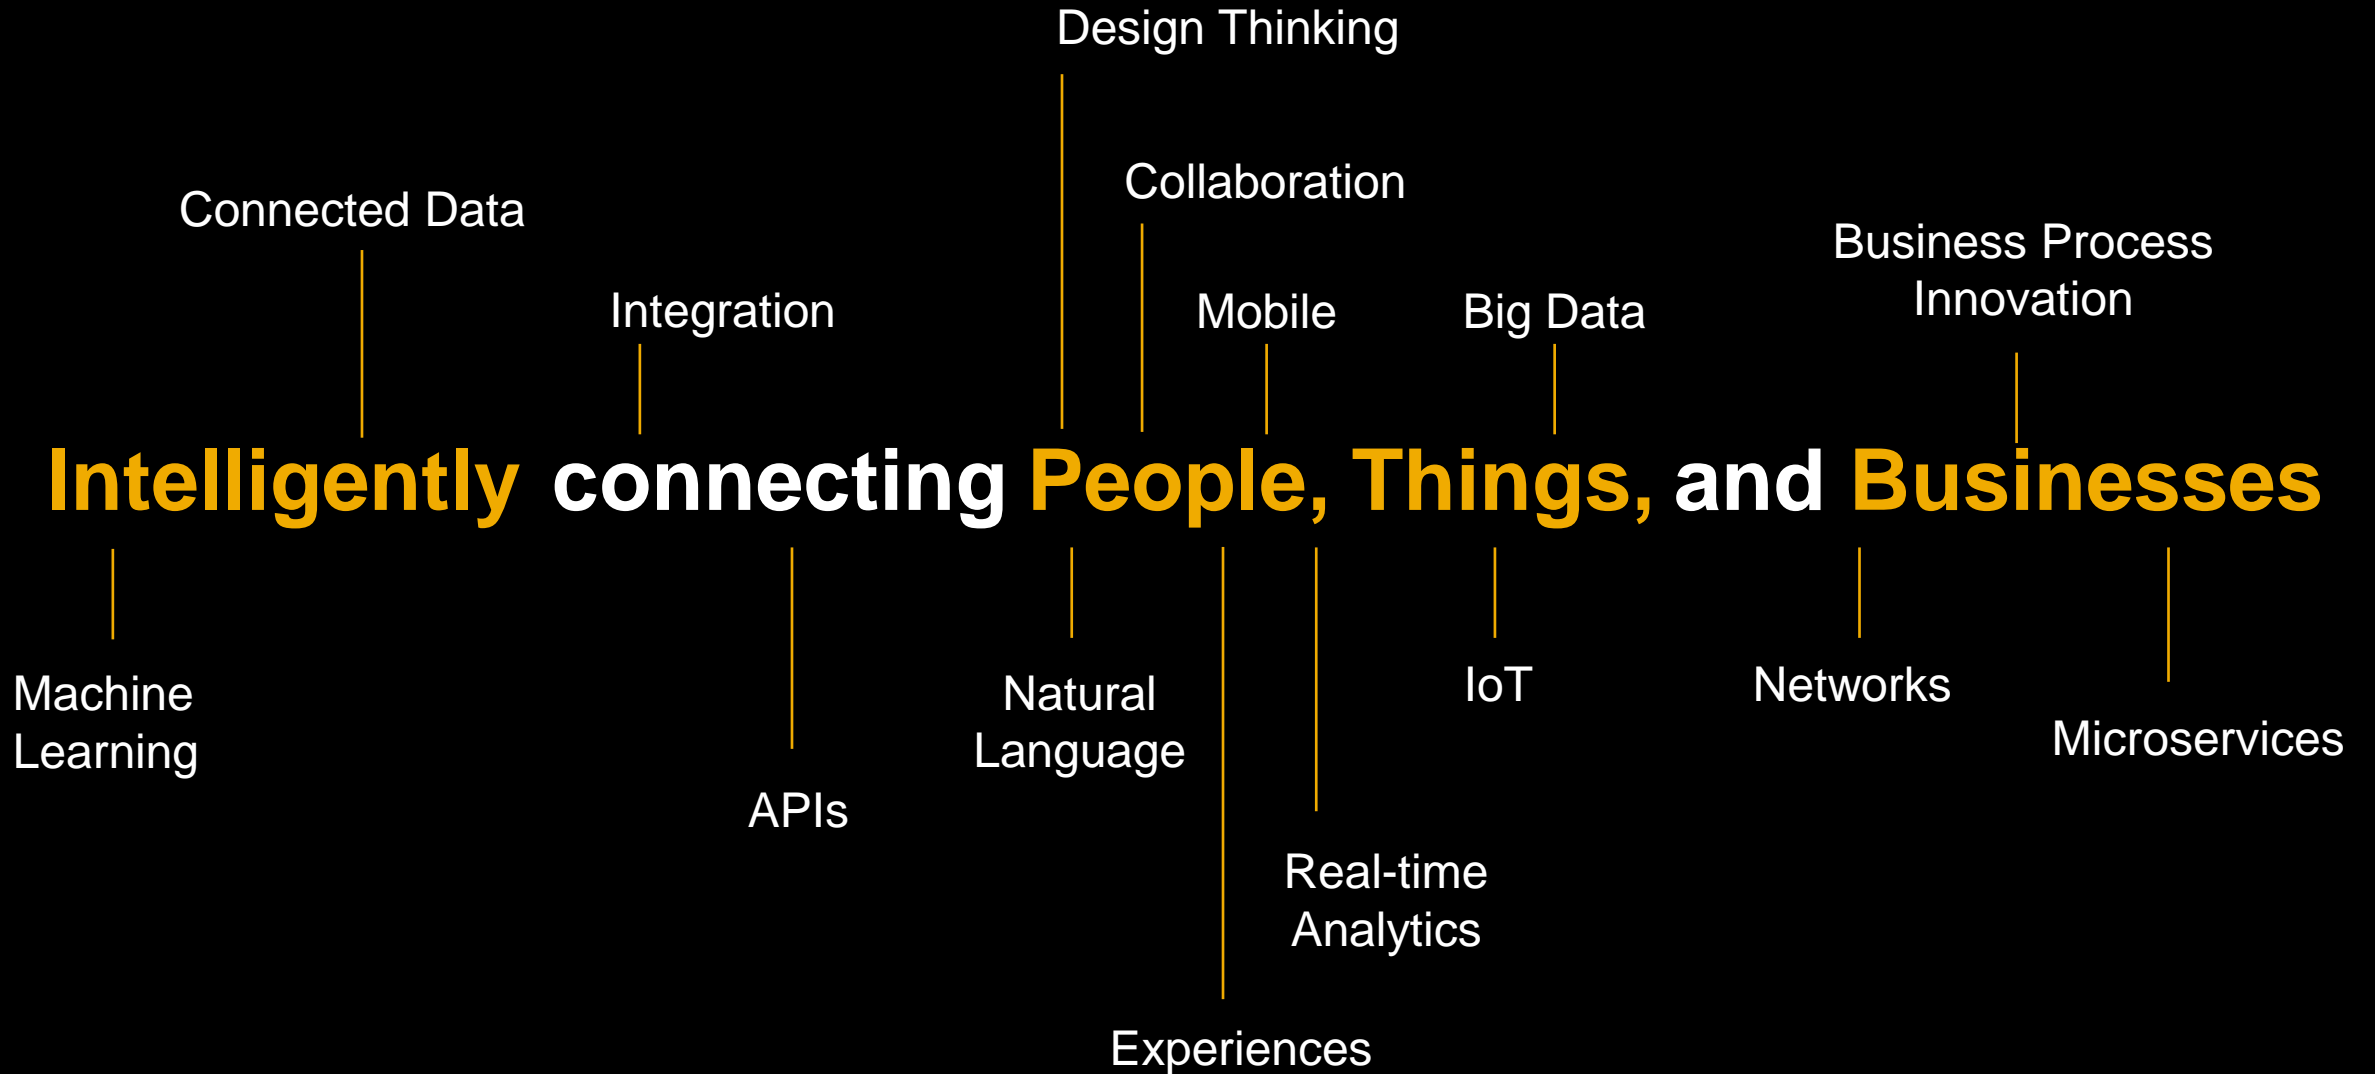 Design Thinking
Collaboration
Connected Data
Business Process
Innovation
Integration
Mobile
Big Data
Intelligently connecting People, Things, and Businesses
Machine
Learning
Natural
Language
IoT
Networks
Microservices
APIs
Real-time
Analytics
Experiences